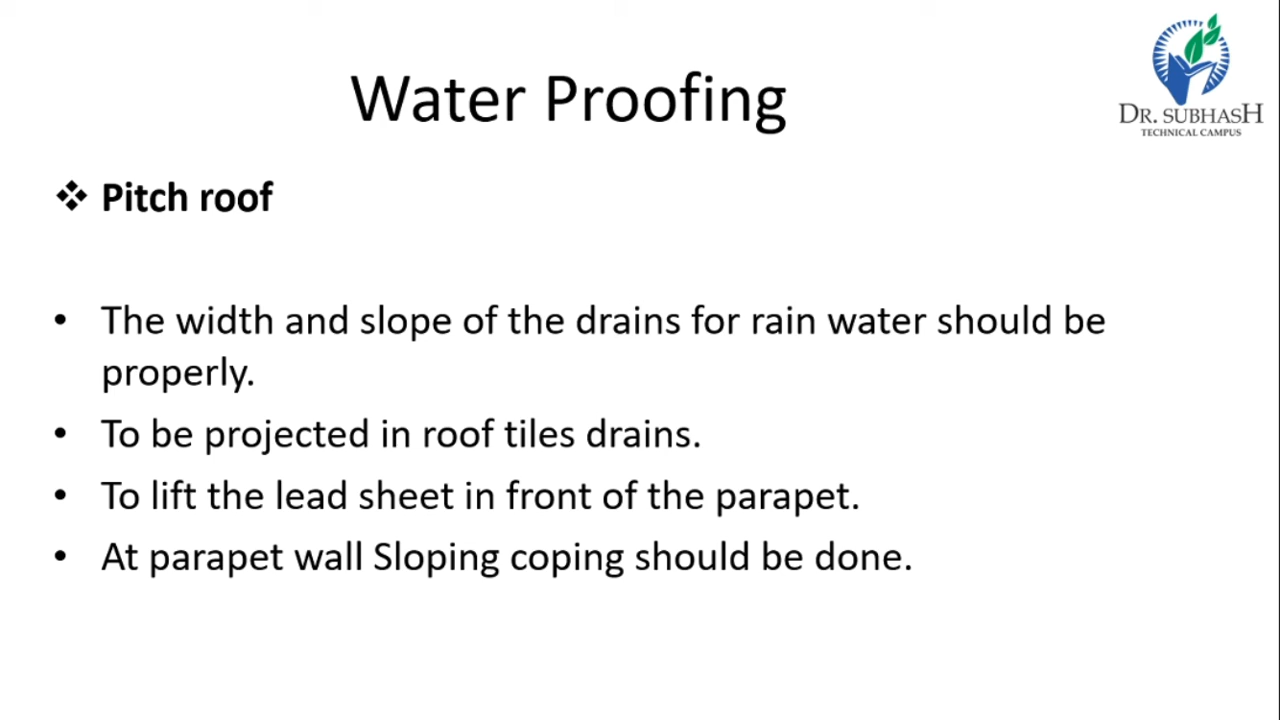 DR. SUBHASH
TECHNICAL CAMPUS
Water Proofing
❖ Pitch roof
• The width and slope of the drains for rain water should be
properly.
• To be projected in roof tiles drains.
• To lift the lead sheet in front of the parapet.
• At parapet wall Sloping coping should be done.